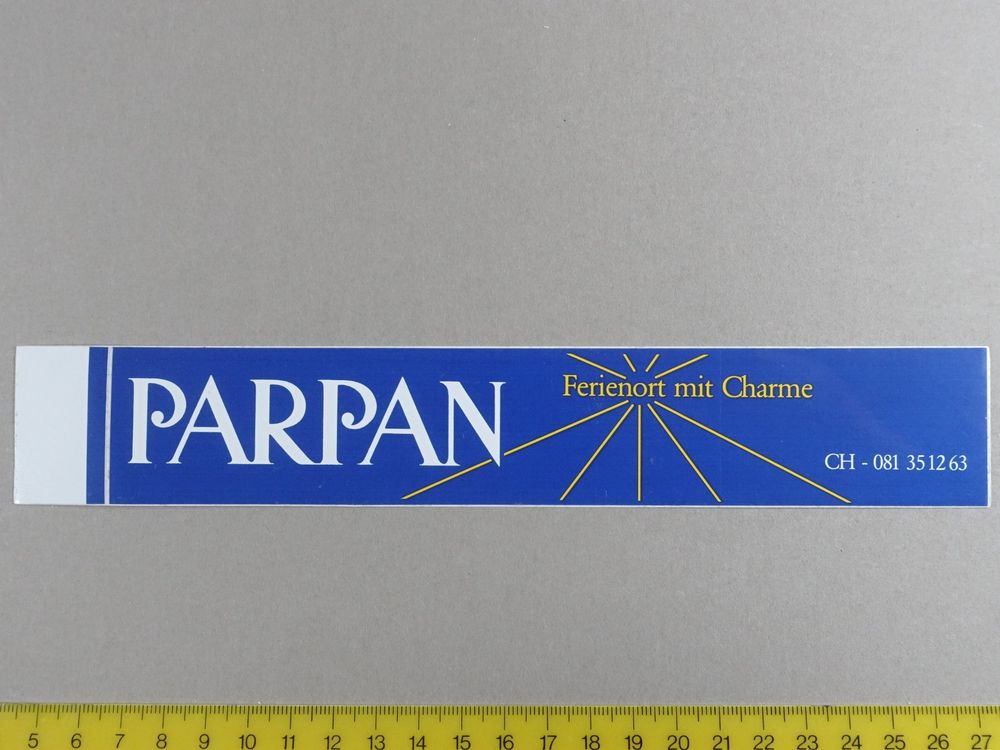 PARPAN
Ferienort mit Charme
CH - 081 35 12 63
5 6 7 8 9 10 11 12 13 14 15 16 17 18 19 20 21 22 23 24 25 26 27